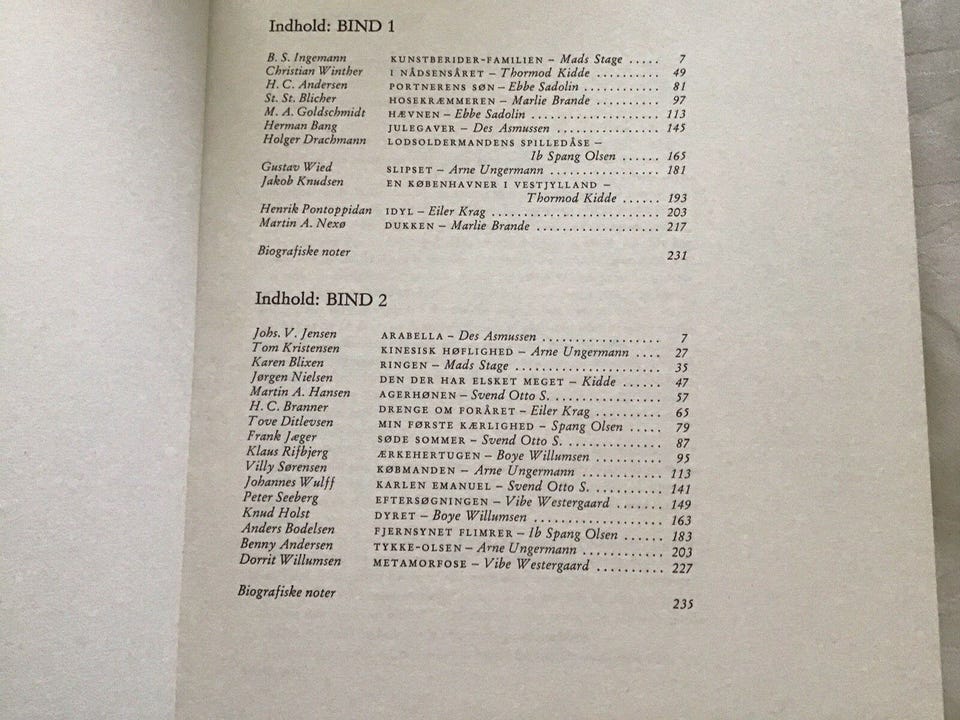 Indhold: BIND 1
B. S. Ingemann KUNSTBERIDER-FAMILIEN – Mads Stage ..... 7
Christian Winther I NÅDSENSÅRET – Thormod Kidde .......... 49
H. C. Andersen PORTNERENS SØN – Ebbe Sadolin ............ 81
St. St. Blicher HOSEKRÆMMEREN – Marlie Brande .......... 97
M. A. Goldschmidt HÆVNEN – Ebbe Sadolin .................... 113
Herman Bang JULEGAVER – Des Asmussen ................ 145
Holger Drachmann LODSOLDERMANDENS SPILLEDÅSE –
Ib Spang Olsen ...... 165
Gustav Wied SLIPSET – Arne Ungermann ................. 181
Jakob Knudsen EN KØBENHAVNER I VESTJYLLAND –
Thormod Kidde ...... 193
Henrik Pontoppidan IDYL – Eiler Krag .......................... 203
Martin A. Nexø DUKKEN – Marlie Brande ................... 217
Biografiske noter 231
Indhold: BIND 2
Johs. V. Jensen ARABELLA – Des Asmussen .................. 7
Tom Kristensen KINESISK HØFLIGHED – Arne Ungermann .... 27
Karen Blixen RINGEN – Mads Stage ....................... 35
Jørgen Nielsen DEN DER HAR ELSKET MEGET – Kidde ...... 47
Martin A. Hansen AGERHØNEN – Svend Otto S. ................. 57
H. C. Branner DRENGE OM FORÅRET – Eiler Krag .......... 65
Tove Ditlevsen MIN FØRSTE KÆRLIGHED – Spang Olsen ..... 79
Frank Jæger SØDE SOMMER – Svend Otto S. ............... 87
Klaus Rifbjerg ÆRKEHERTUGEN – Boye Willumsen ........... 95
Villy Sørensen KØBMANDEN – Arne Ungermann ............. 113
Johannes Wulff KARLEN EMANUEL – Svend Otto S. ........... 141
Peter Seeberg EFTERSØGNINGEN – Vibe Westergaard ....... 149
Knud Holst DYRET – Boye Willumsen .................... 163
Anders Bodelsen FJERNSYNET FLIMRER – Ib Spang Olsen ...... 183
Benny Andersen TYKKE-OLSEN – Arne Ungermann ............ 203
Dorrit Willumsen METAMORFOSE – Vibe Westergaard .......... 227
Biografiske noter 235